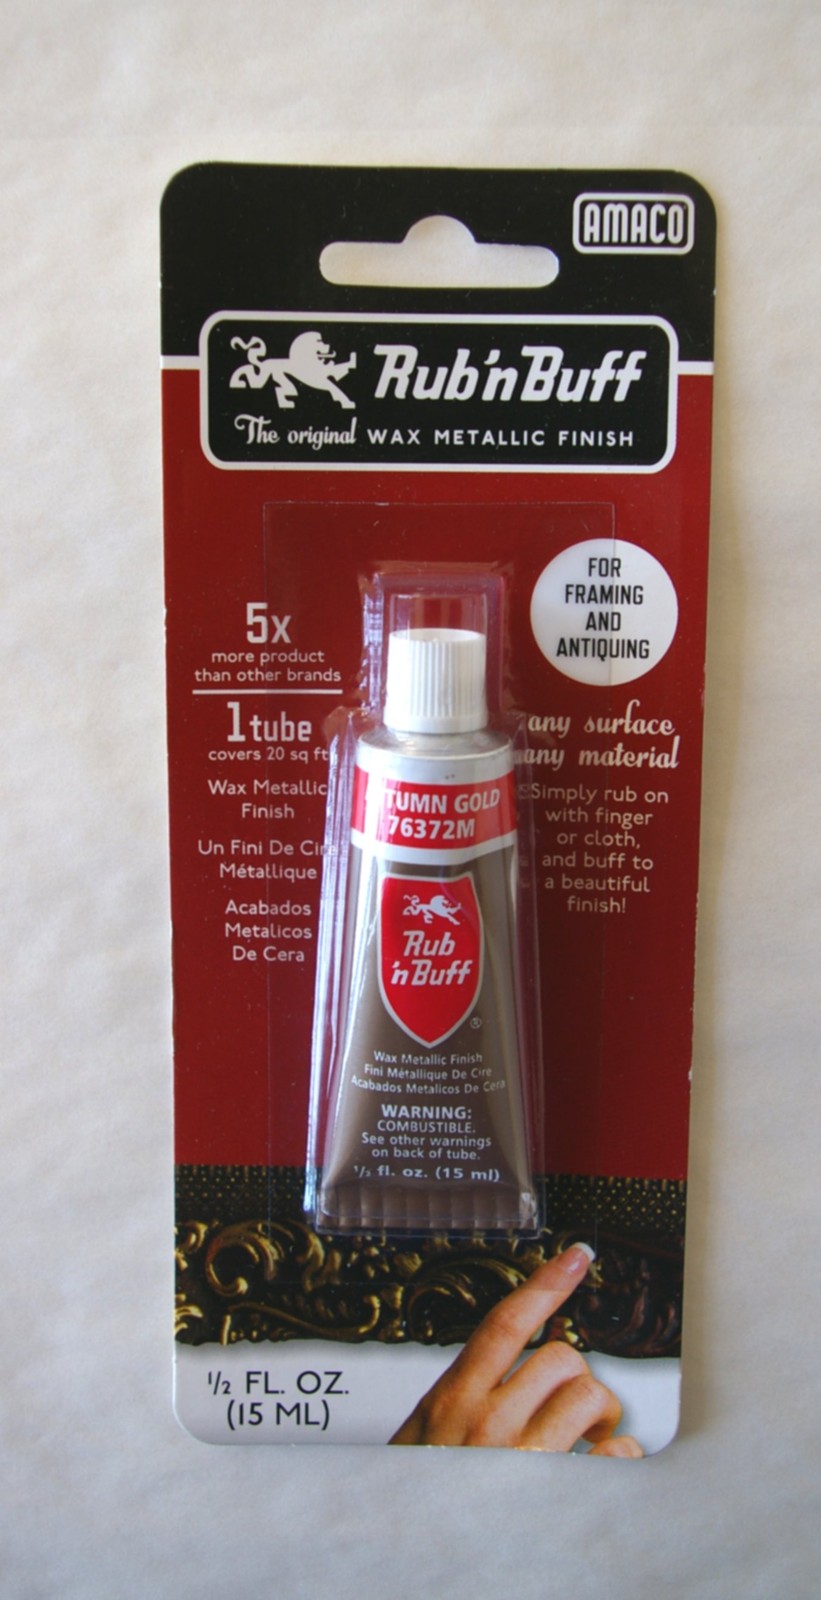 AMACO
Rub'n Buff
The original WAX METALLIC FINISH
FOR
FRAMING
AND
ANTIQUING
5x
more product
than other brands
1 tube
covers 20 sq ft
Wax Metallic
Finish
Un Fini De Cire
Métallique
Acabados
Metalicos
De Cera
any surface
any material
Simply rub on
with finger
or cloth,
and buff to
a beautiful
finish!
TUMN GOLD
76372M
Rub
'n Buff
®
Wax Metallic Finish
Fini Métallique De Cire
Acabados Metalicos De Cera
WARNING:
COMBUSTIBLE.
See other warnings
on back of tube.
1/2 fl. oz. (15 ml)
1/2 FL. OZ.
(15 ML)